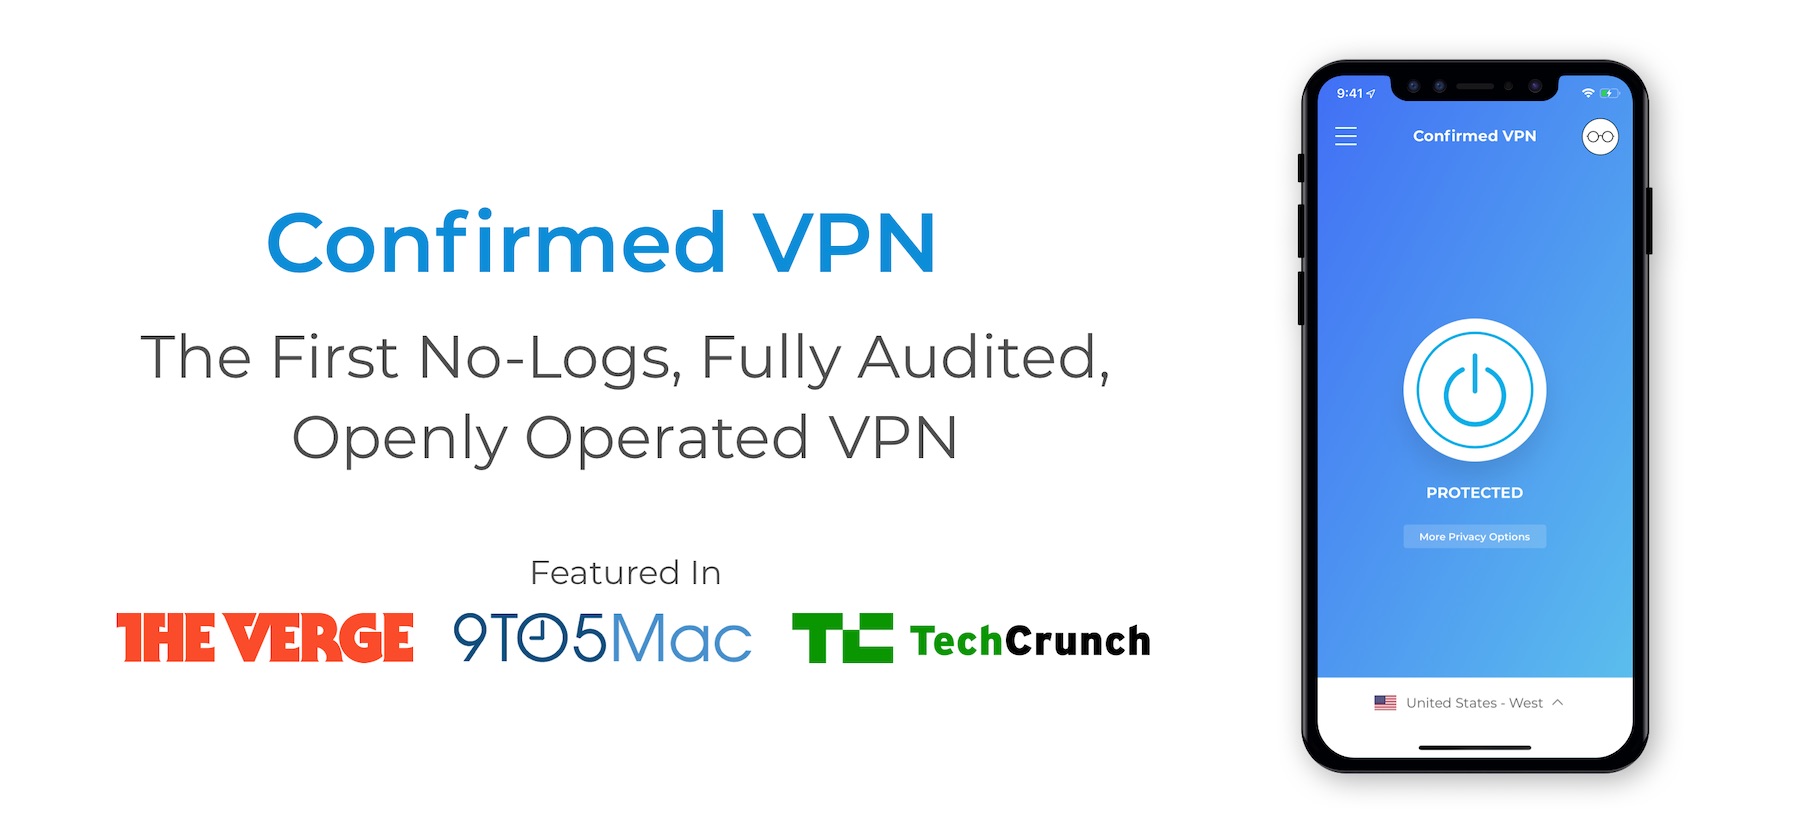 Confirmed VPN
The First No-Logs, Fully Audited,
Openly Operated VPN
Featured In
THE VERGE 9TO5Mac TC TechCrunch
9:41
Confirmed VPN
PROTECTED
More Privacy Options
United States - West